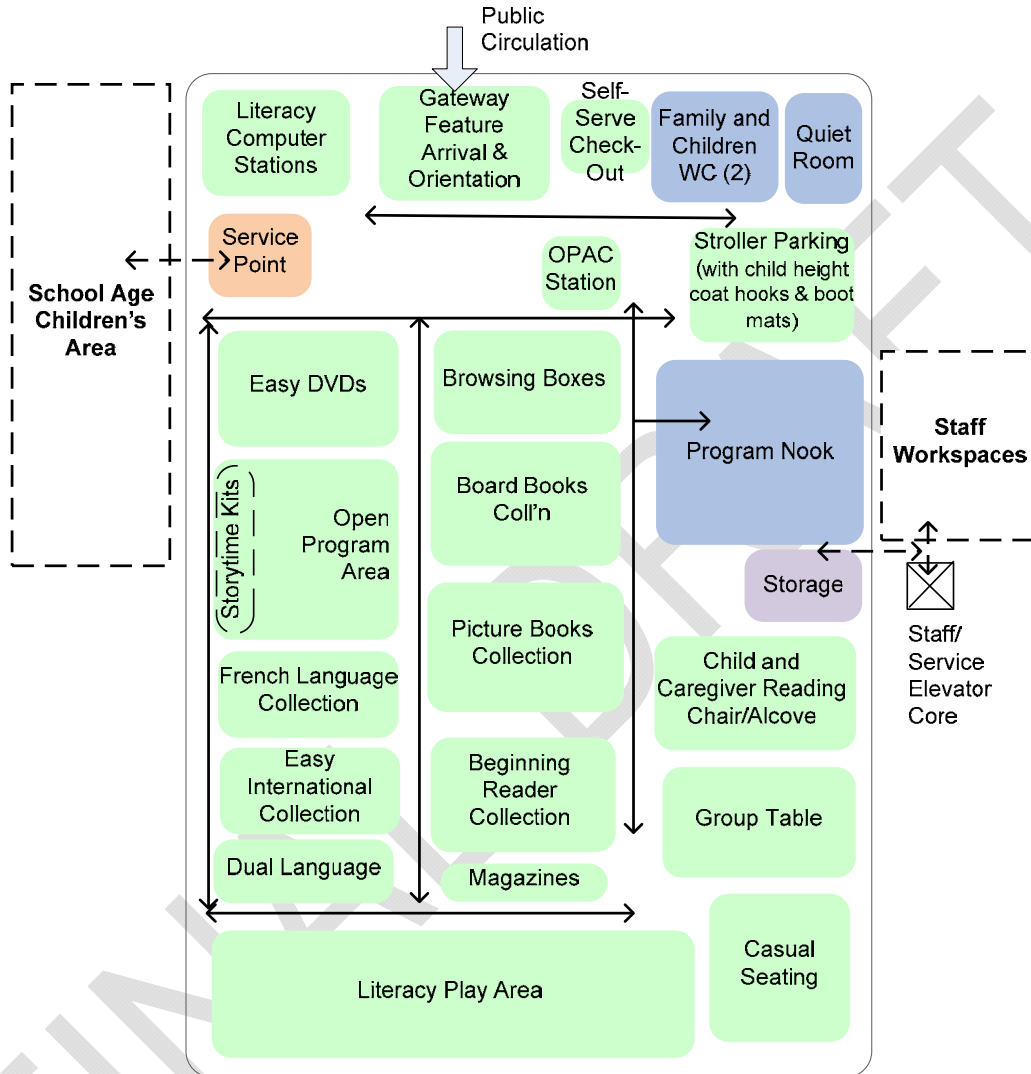 Public
Circulation
Literacy
Computer
Stations
Gateway
Feature
Arrival &
Orientation
Self-
Serve
Check-
Out
Family and
Children
WC (2)
Quiet
Room
Service
Point
OPAC
Station
Stroller Parking
(with child height
coat hooks & boot
mats)
School Age
Children's
Area
Easy DVDs
Browsing Boxes
Program Nook
Staff
Workspaces
Storytime Kits
Open
Program
Area
Board Books
Coll'n
Storage
Staff/
Service
Elevator
Core
Picture Books
Collection
French Language
Collection
Child and
Caregiver Reading
Chair/Alcove
Easy
International
Collection
Beginning
Reader
Collection
Group Table
Dual Language
Magazines
Literacy Play Area
Casual
Seating
FINAL DRAFT